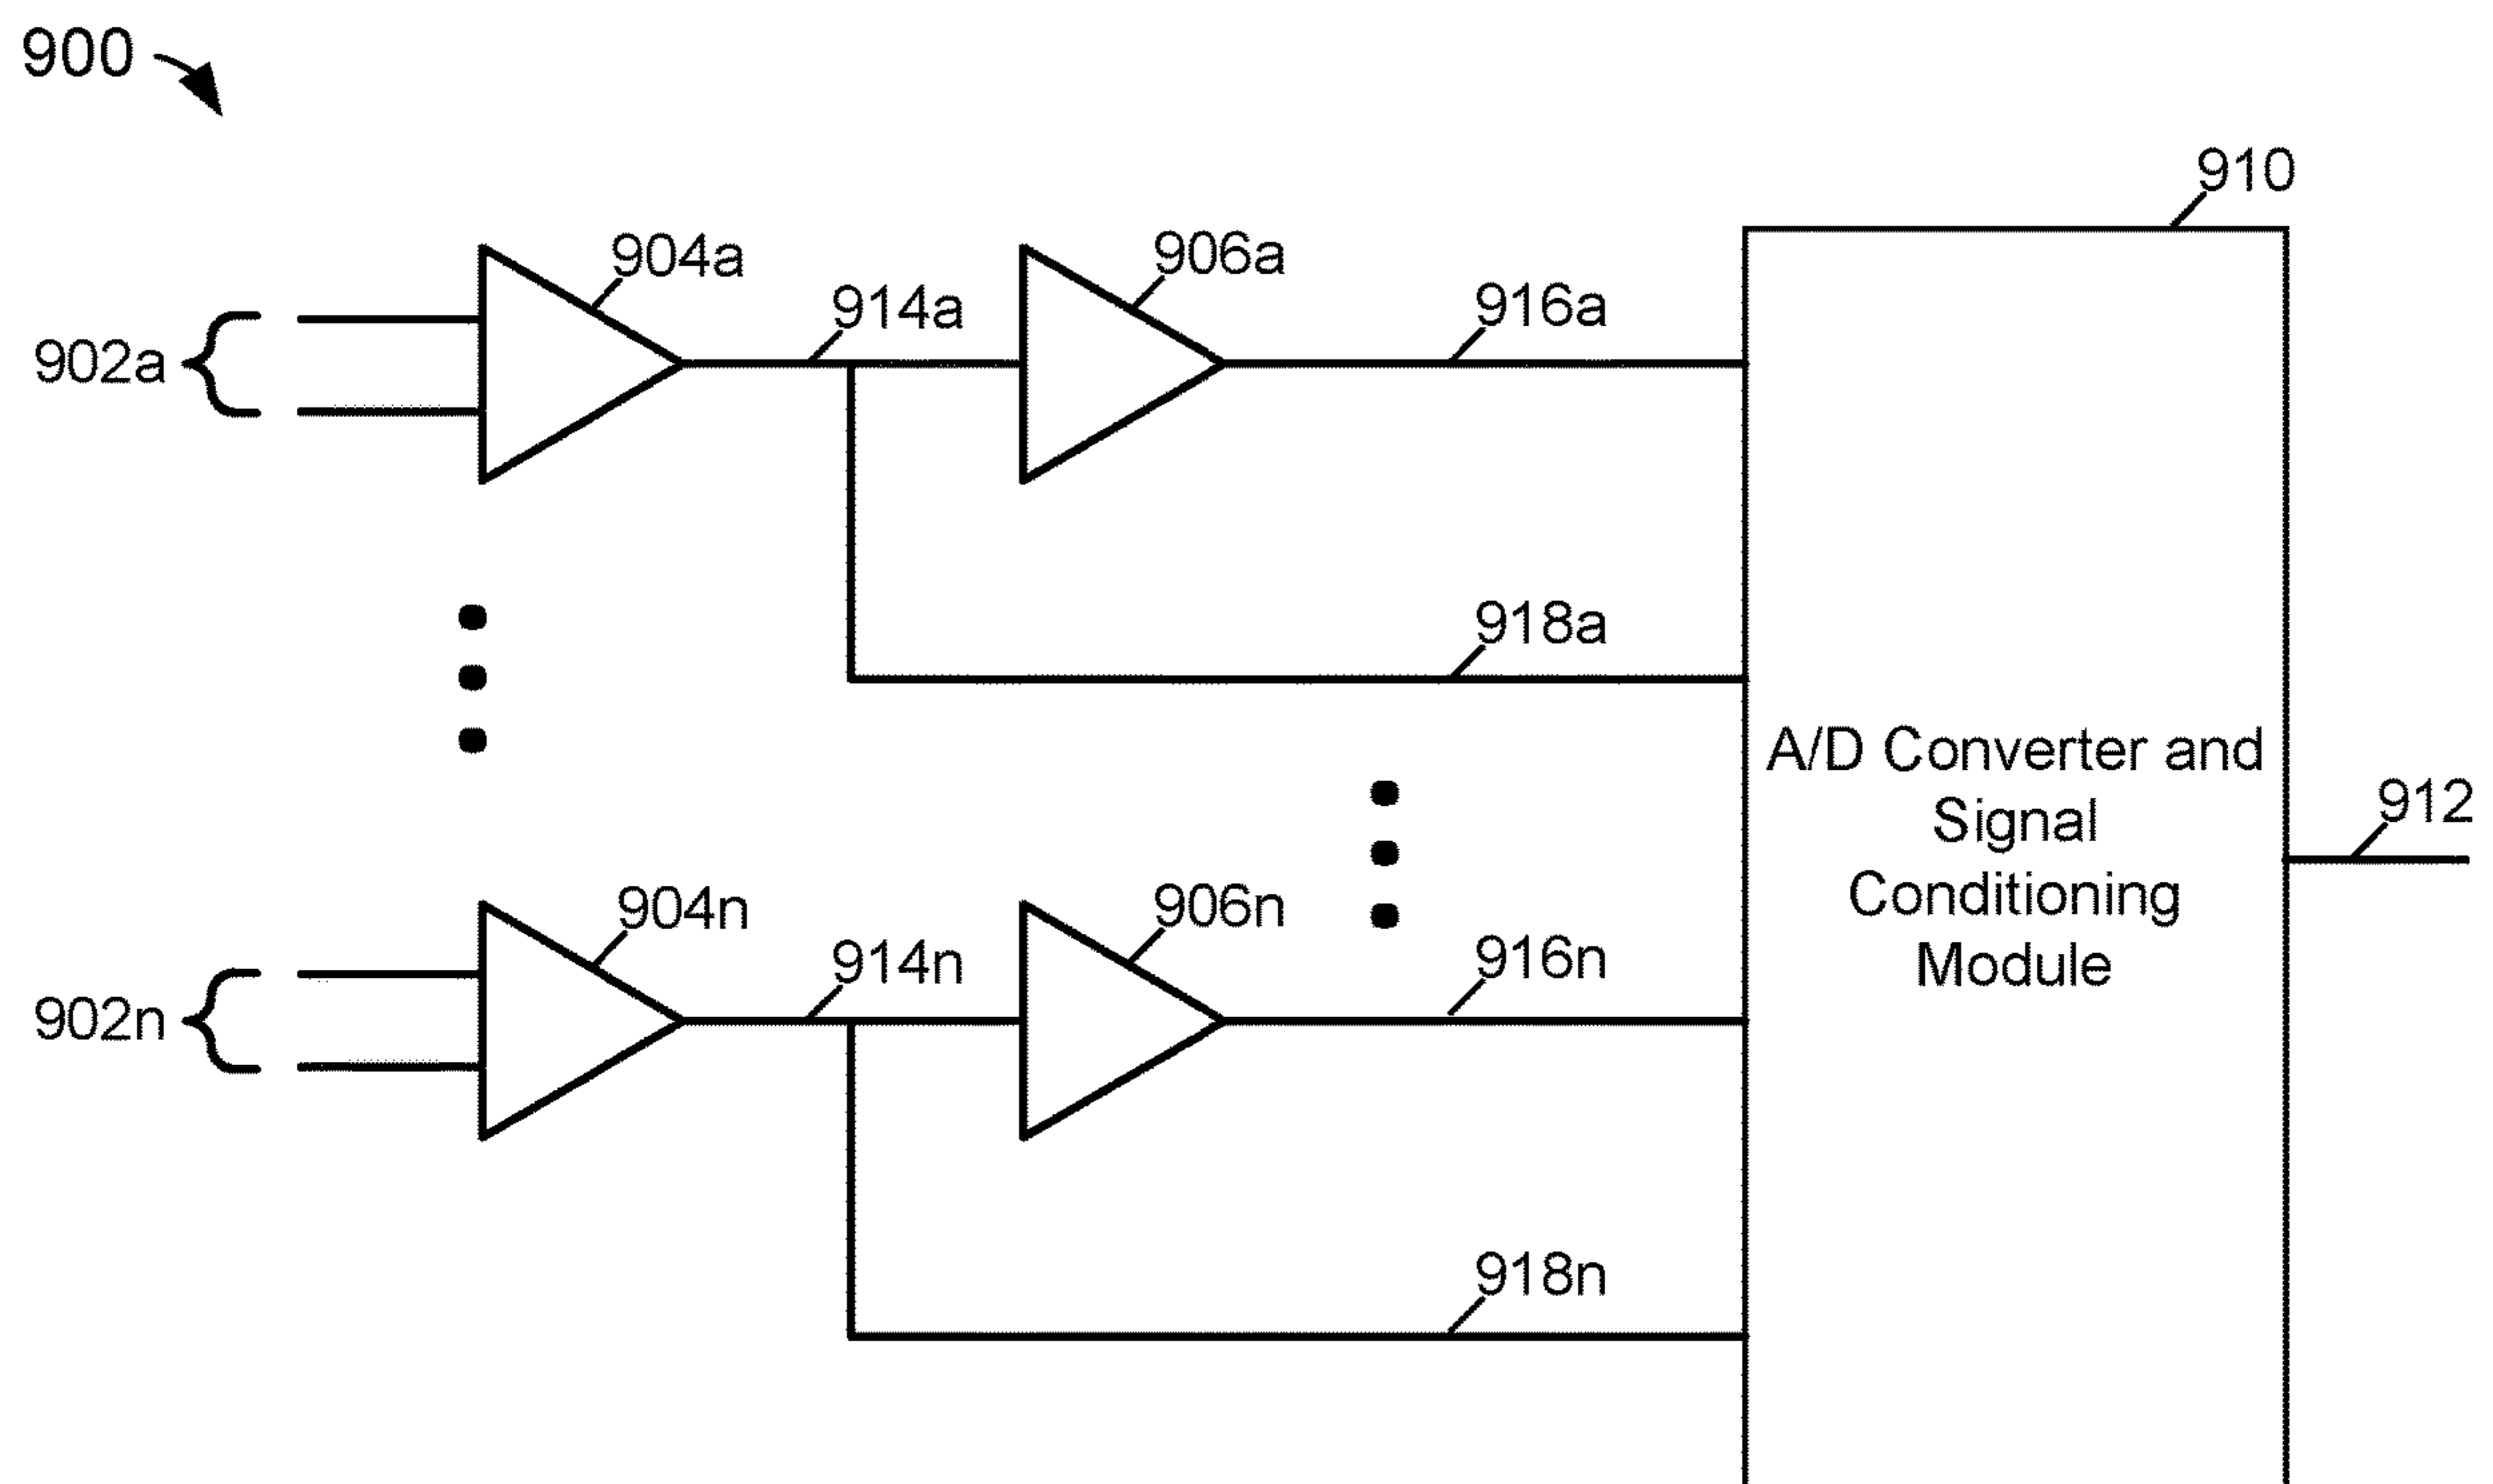 900
910
904a
906a
914a
916a
902a
918a
A/D Converter and
Signal
Conditioning
Module
912
904n
906n
914n
916n
902n
918n